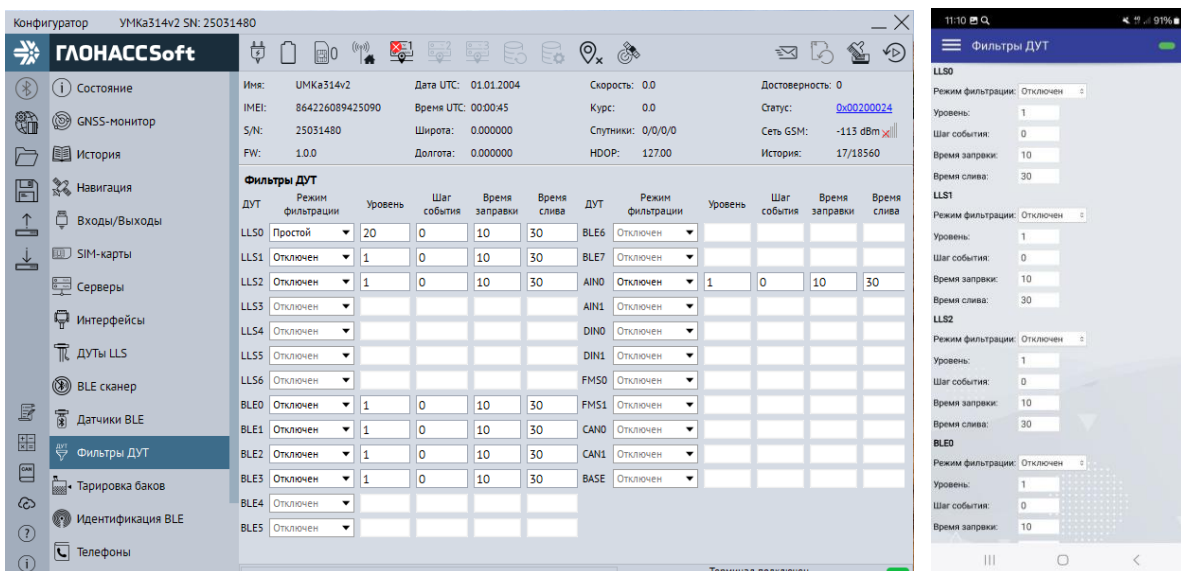 Конфигуратор УМКа314v2 SN: 25031480
ГЛОНАССSoft
0
Состояние
GNSS-монитор
История
Навигация
Входы/Выходы
SIM-карты
Серверы
Интерфейсы
ДУТы LLS
BLE сканер
Датчики BLE
Фильтры ДУТ
Тарировка баков
Идентификация BLE
Телефоны
Имя: УМКа314v2 Дата UTC: 01.01.2004 Скорость: 0.0 Достоверность: 0
IMEI: 864226089425090 Время UTC: 00:00:45 Курс: 0.0 Статус: 0x00200024
S/N: 25031480 Широта: 0.000000 Спутники: 0/0/0/0 Сеть GSM: -113 dBm
FW: 1.0.0 Долгота: 0.000000 HDOP: 127.00 История: 17/18560
Фильтры ДУТ
ДУТ Режим фильтрации Уровень Шаг события Время заправки Время слива ДУТ Режим фильтрации Уровень Шаг события Время заправки Время слива
LLS0 Простой 20 0 10 30 BLE6 Отключен
LLS1 Отключен 1 0 10 30 BLE7 Отключен
LLS2 Отключен 1 0 10 30 AIN0 Отключен 1 0 10 30
LLS3 Отключен AIN1 Отключен
LLS4 Отключен DIN0 Отключен
LLS5 Отключен DIN1 Отключен
LLS6 Отключен FMS0 Отключен
BLE0 Отключен 1 0 10 30 FMS1 Отключен
BLE1 Отключен 1 0 10 30 CAN0 Отключен
BLE2 Отключен 1 0 10 30 CAN1 Отключен
BLE3 Отключен 1 0 10 30 BASE Отключен
BLE4 Отключен
BLE5 Отключен
11:10 91%
Фильтры ДУТ
LLS0
Режим фильтрации: Отключен
Уровень: 1
Шаг события: 0
Время запрвки: 10
Время слива: 30
LLS1
Режим фильтрации: Отключен
Уровень: 1
Шаг события: 0
Время запрвки: 10
Время слива: 30
LLS2
Режим фильтрации: Отключен
Уровень: 1
Шаг события: 0
Время запрвки: 10
Время слива: 30
BLE0
Режим фильтрации: Отключен
Уровень: 1
Шаг события: 0
Время запрвки: 10